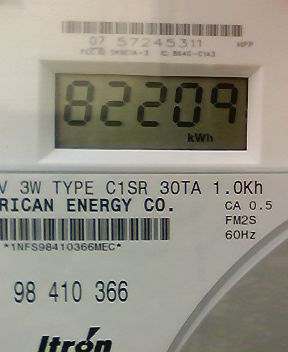 07 57245311
82209
kWh
V 3W TYPE C1SR 30TA 1.0Kh
RICAN ENERGY CO.
CA 0.5
FM2S
60Hz
*1NFS98410366MEC*
98 410 366
Itron